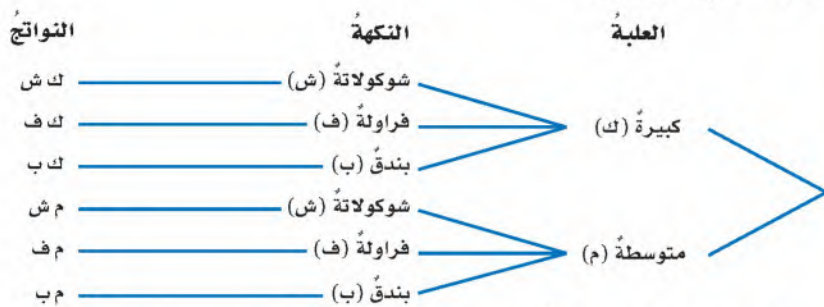 العلبةُ النكهةُ النواتجُ
شوكولاتةٌ (ش) ك ش
كبيرةٌ (ك) فراولةٌ (ف) ك ف
بندقٌ (ب) ك ب
شوكولاتةٌ (ش) م ش
متوسطةٌ (م) فراولةٌ (ف) م ف
بندقٌ (ب) م ب